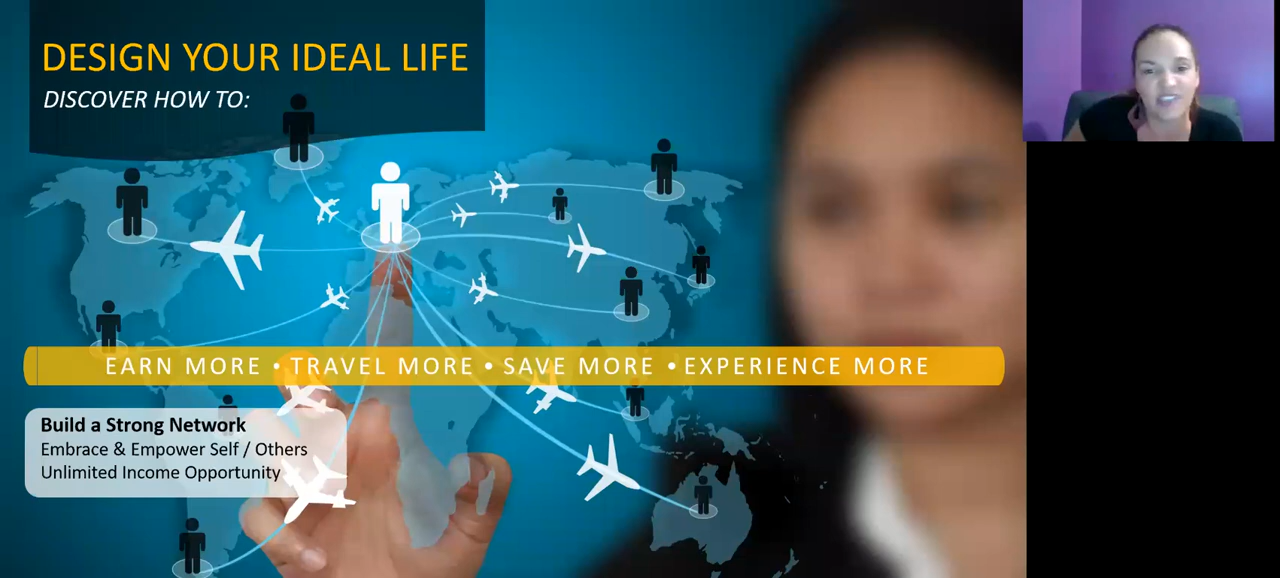 DESIGN YOUR IDEAL LIFE
DISCOVER HOW TO:
EARN MORE • TRAVEL MORE • SAVE MORE • EXPERIENCE MORE
Build a Strong Network
Embrace & Empower Self / Others
Unlimited Income Opportunity